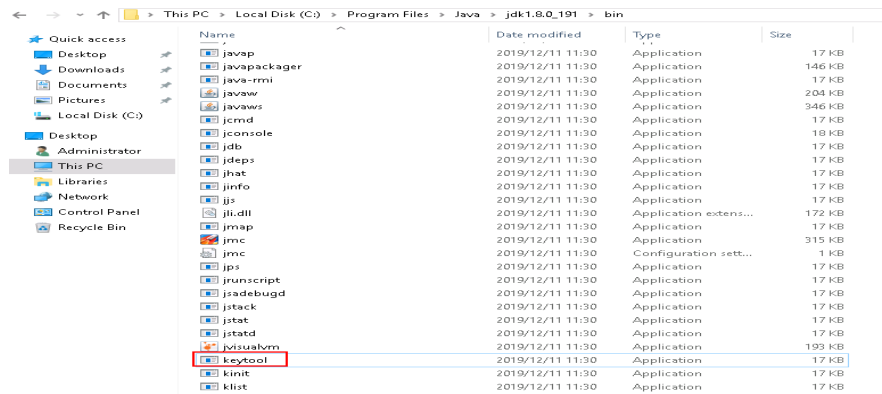 This PC > Local Disk (C:) > Program Files > Java > jdk1.8.0_191 > bin
Quick access
Desktop
Downloads
Documents
Pictures
Local Disk (C:)
Desktop
Administrator
This PC
Libraries
Network
Control Panel
Recycle Bin
Name Date modified Type Size
javap 2019/12/11 11:30 Application 17 KB
javapackager 2019/12/11 11:30 Application 146 KB
java-rmi 2019/12/11 11:30 Application 17 KB
javaw 2019/12/11 11:30 Application 204 KB
javaws 2019/12/11 11:30 Application 346 KB
jcmd 2019/12/11 11:30 Application 17 KB
jconsole 2019/12/11 11:30 Application 18 KB
jdb 2019/12/11 11:30 Application 17 KB
jdeps 2019/12/11 11:30 Application 17 KB
jhat 2019/12/11 11:30 Application 17 KB
jinfo 2019/12/11 11:30 Application 17 KB
jjs 2019/12/11 11:30 Application 17 KB
jli.dll 2019/12/11 11:30 Application extens... 172 KB
jmap 2019/12/11 11:30 Application 17 KB
jmc 2019/12/11 11:30 Application 315 KB
jmc 2019/12/11 11:30 Configuration sett... 1 KB
jps 2019/12/11 11:30 Application 17 KB
jrunscript 2019/12/11 11:30 Application 17 KB
jsadebugd 2019/12/11 11:30 Application 17 KB
jstack 2019/12/11 11:30 Application 17 KB
jstat 2019/12/11 11:30 Application 17 KB
jstatd 2019/12/11 11:30 Application 17 KB
jvisualvm 2019/12/11 11:30 Application 193 KB
keytool 2019/12/11 11:30 Application 17 KB
kinit 2019/12/11 11:30 Application 17 KB
klist 2019/12/11 11:30 Application 17 KB